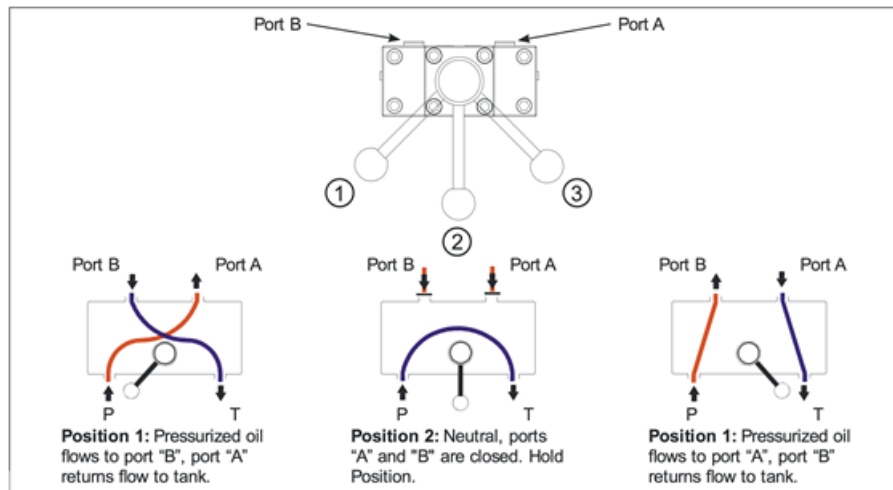 Port B
Port A
1
3
2
Port B
Port A
Port B
Port A
Port B
Port A
P
T
P
T
P
T
Position 1: Pressurized oil
flows to port “B”, port “A”
returns flow to tank.
Position 2: Neutral, ports
“A” and "B" are closed. Hold
Position.
Position 1: Pressurized oil
flows to port “A”, port “B”
returns flow to tank.